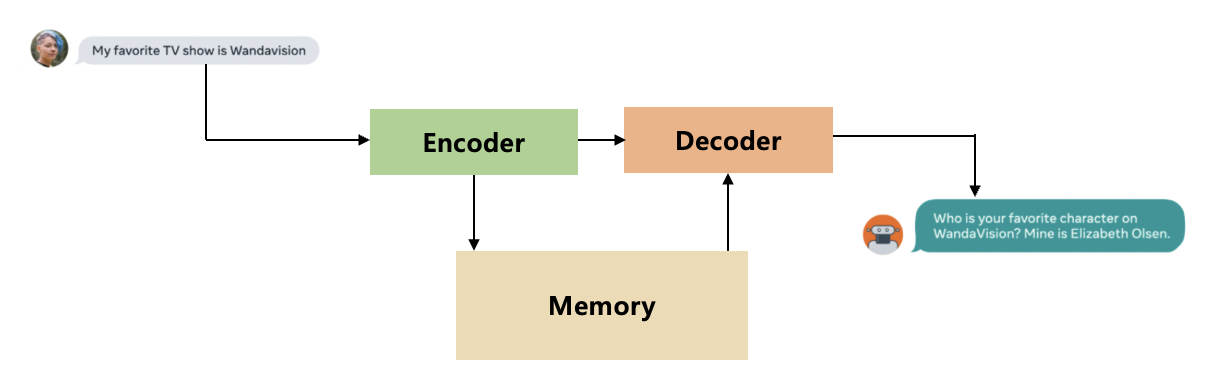 My favorite TV show is Wandavision
Encoder
Decoder
Who is your favorite character on
WandaVision? Mine is Elizabeth Olsen.
Memory